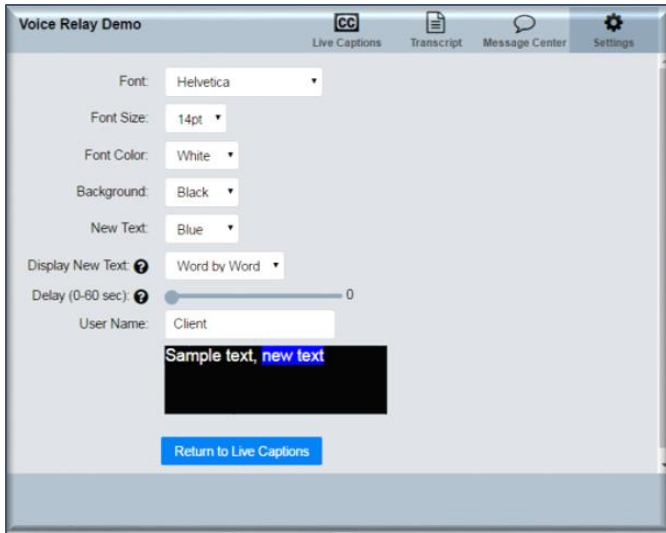 Voice Relay Demo
CC
Live Captions
Transcript
Message Center
Settings
Font: Helvetica
Font Size: 14pt
Font Color: White
Background: Black
New Text: Blue
Display New Text: ? Word by Word
Delay (0-60 sec): ? 0
User Name: Client
Sample text, new text
Return to Live Captions